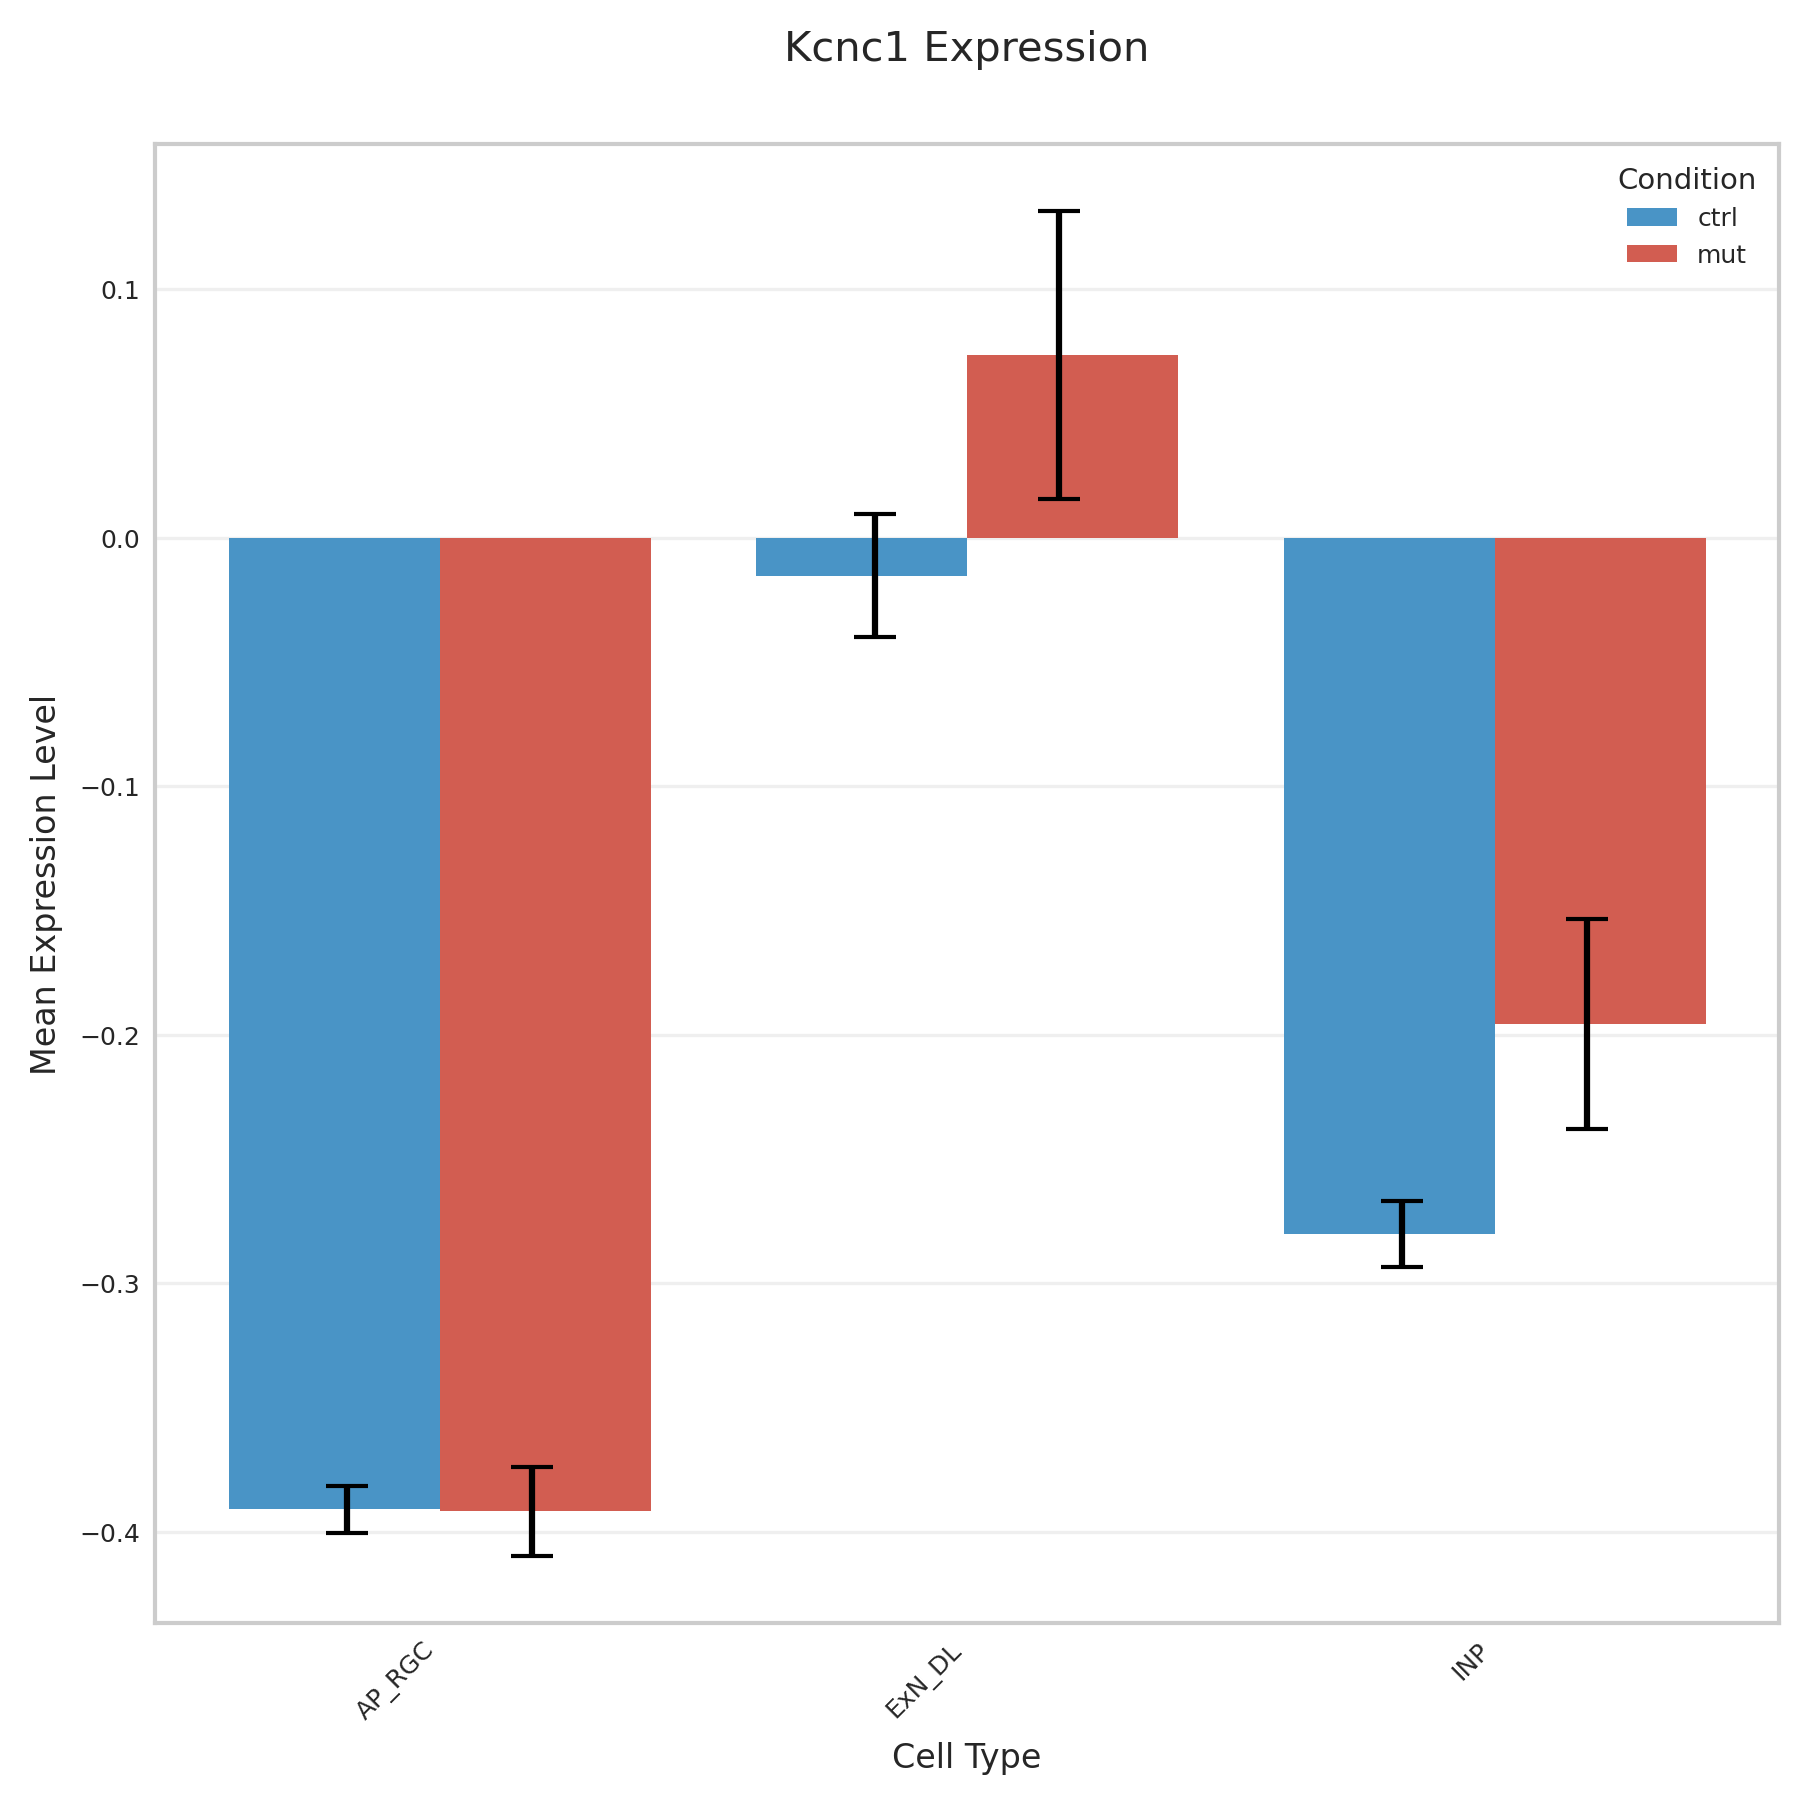 Kcnc1 Expression
Condition
ctrl
mut
0.1
0.0
−0.1
−0.2
−0.3
−0.4
Mean Expression Level
AP_RGC
ExN_DL
INP
Cell Type